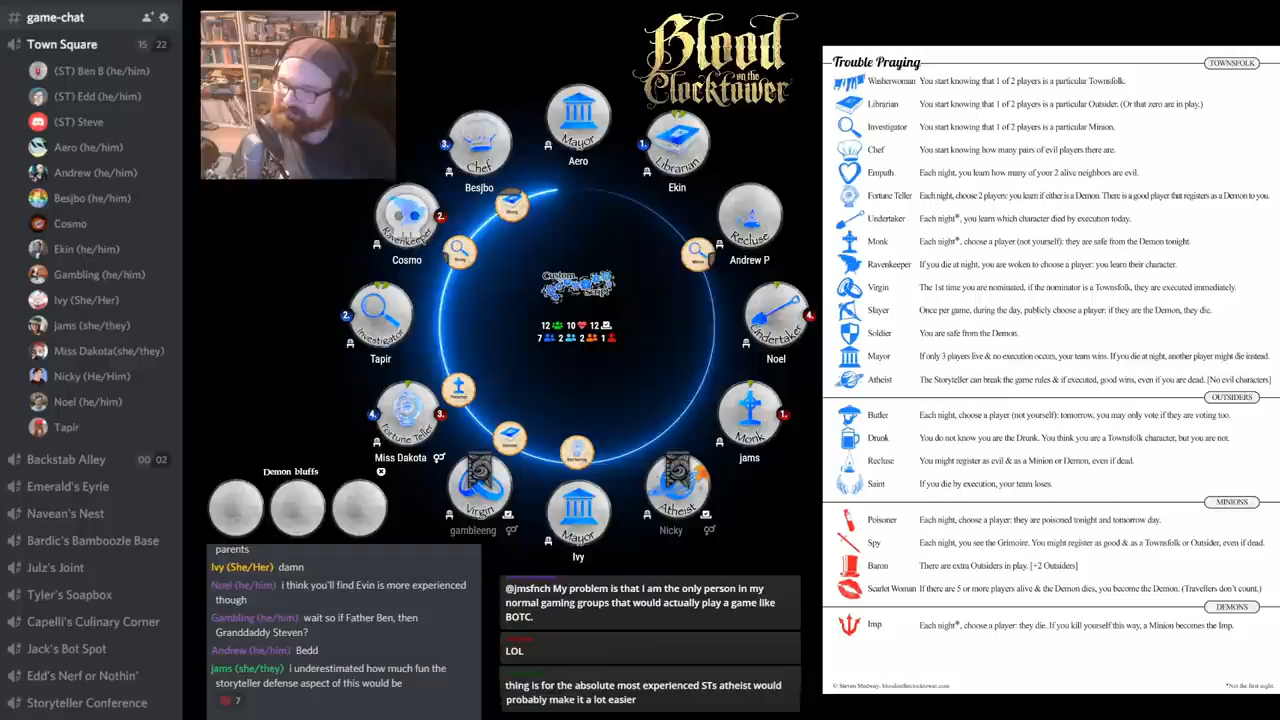 game-chat
Town Square 15 22
(ST) Ben B (he/him)
(ST) Edd (he/him)
(ST) Steve
Aero (he/him)
Andrew (he/him)
Besjbo (he/him)
Cosmo
Ekin (he/him)
Gambling (he/him)
Ivy (She/Her)
jams (she/they)
Miss Dakota(she/they)
Nicky (He/Him)
Noel (he/him)
Tapir
Backstab Alley 00 02
Emerald's Eyrie
Navean's Nest
Bardic's Bamboozle Base
Julz's Joint
Tyler's Soapbox
Capelli's Culinary Corner
Jack's Bot Spot
Edd's Nerf or Nothin'
Storyteller Conference
Blood
on the
Clocktower
Mayor
Aero
3.
Chef
Besjbo
1.
Librarian
Ekin
Ravenkeeper
2.
Cosmo
Recluse
Andrew P
2.
Investigator
Tapir
Undertaker
4.
Noel
4.
Fortune Teller
3.
Miss Dakota
Monk
1.
jams
Virgin
gambleeng
Mayor
Ivy
Atheist
Nicky
Custom
Script
12 10 12
7 2 2 1
Demon bluffs
parents
Ivy (She/Her) damn
Noel (he/him) i think you'll find Evin is more experienced
though
Gambling (he/him) wait so if Father Ben, then
Granddaddy Steven?
Andrew (he/him) Bedd
jams (she/they) i underestimated how much fun the
storyteller defense aspect of this would
be
7
@jmsfnch My problem is that I am the only person in my
normal gaming groups that would actually play a game like
BOTC.
LOL
thing is for the absolute most experienced STs atheist would
probably make it a lot easier
Trouble Praying
TOWNSFOLK
Washerwoman You start knowing that 1 of 2 players is a particular Townsfolk.
Librarian You start knowing that 1 of 2 players is a particular Outsider. (Or that zero are in play.)
Investigator You start knowing that 1 of 2 players is a particular Minion.
Chef You start knowing how many pairs of evil players there are.
Empath Each night, you learn how many of your 2 alive neighbors are evil.
Fortune Teller Each night, choose 2 players: you learn if either is a Demon. There is a good player that registers as a Demon to you.
Undertaker Each night*, you learn which character died by execution today.
Monk Each night*, choose a player (not yourself): they are safe from the Demon tonight.
Ravenkeeper If you die at night, you are woken to choose a player: you learn their character.
Virgin The 1st time you are nominated, if the nominator is a Townsfolk, they are executed immediately.
Slayer Once per game, during the day, publicly choose a player: if they are the Demon, they die.
Soldier You are safe from the Demon.
Mayor If only 3 players live & no execution occurs, your team wins. If you die at night, another player might die instead.
Atheist The Storyteller can break the game rules & if executed, good wins, even if you are dead. [No evil characters]
OUTSIDERS
Butler Each night, choose a player (not yourself): tomorrow, you may only vote if they are voting too.
Drunk You do not know you are the Drunk. You think you are a Townsfolk character, but you are not.
Recluse You might register as evil & as a Minion or Demon, even if dead.
Saint If you die by execution, your team loses.
MINIONS
Poisoner Each night, choose a player: they are poisoned tonight and tomorrow day.
Spy Each night, you see the Grimoire. You might register as good & as a Townsfolk or Outsider, even if dead.
Baron There are extra Outsiders in play. [+2 Outsiders]
Scarlet Woman If there are 5 or more players alive & the Demon dies, you become the Demon. (Travellers don't count.)
DEMONS
Imp Each night*, choose a player: they die. If you kill yourself this way, a Minion becomes the Imp.
© Steven Medway, bloodontheclocktower.com
*Not the first night.